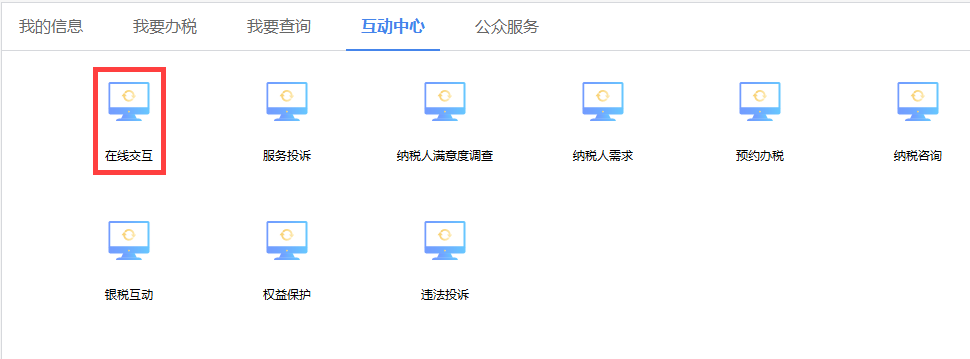 我的信息 我要办税 我要查询 互动中心 公众服务
在线交互 服务投诉 纳税人满意度调查 纳税人需求 预约办税 纳税咨询
银税互动 权益保护 违法投诉